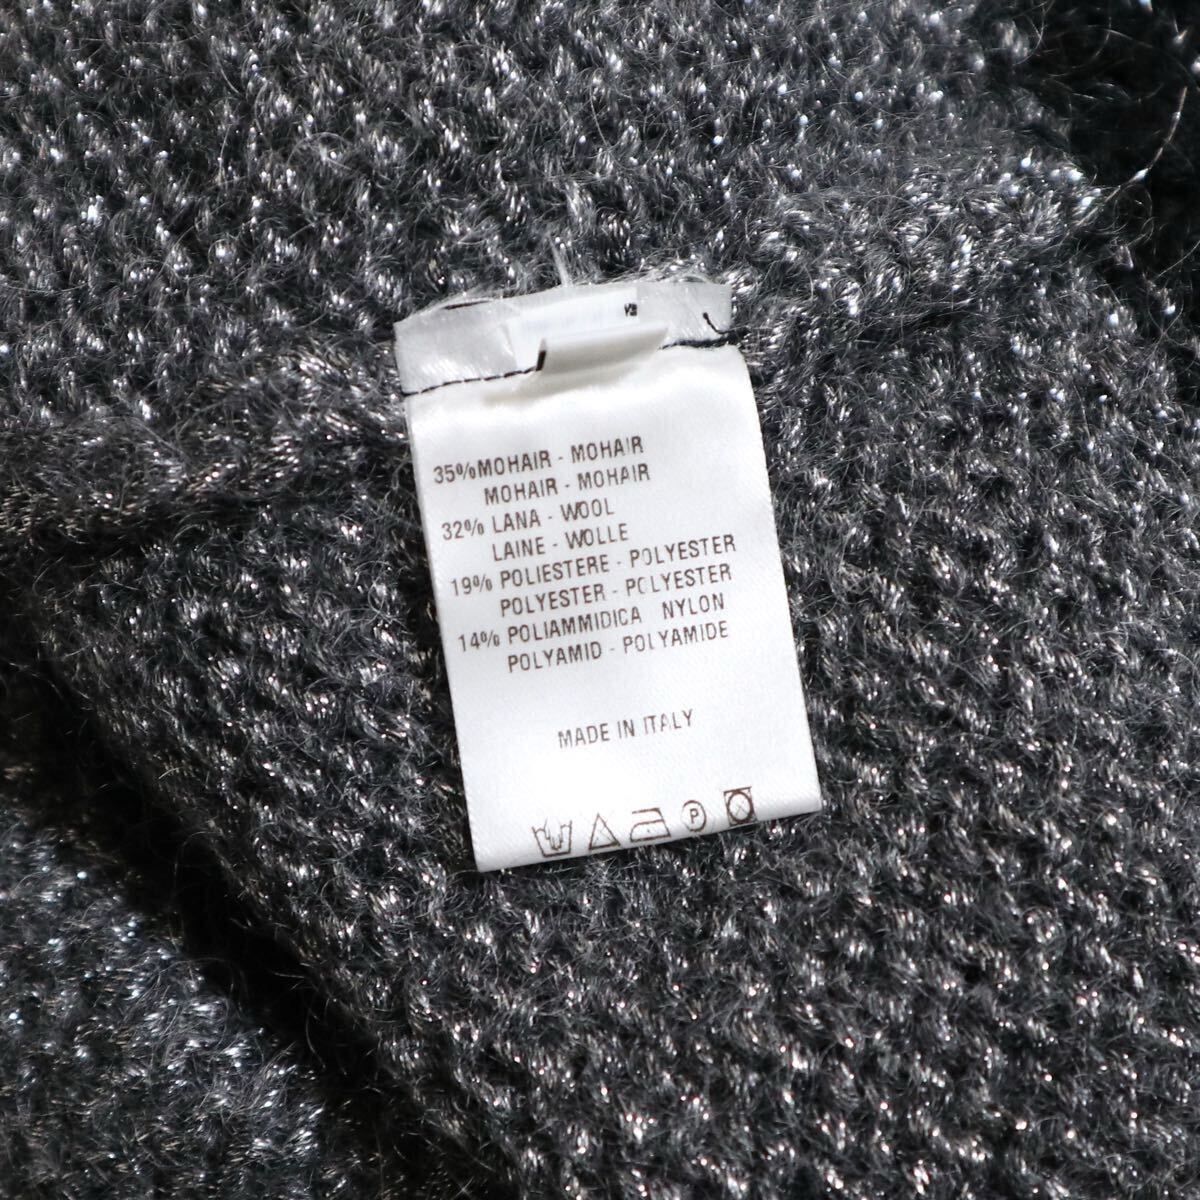 35% MOHAIR - MOHAIR
MOHAIR - MOHAIR
32% LANA - WOOL
LAINE - WOLLE
19% POLIESTERE - POLYESTER
POLYESTER - POLYESTER
14% POLIAMMIDICA NYLON
POLYAMID - POLYAMIDE
MADE IN ITALY
P